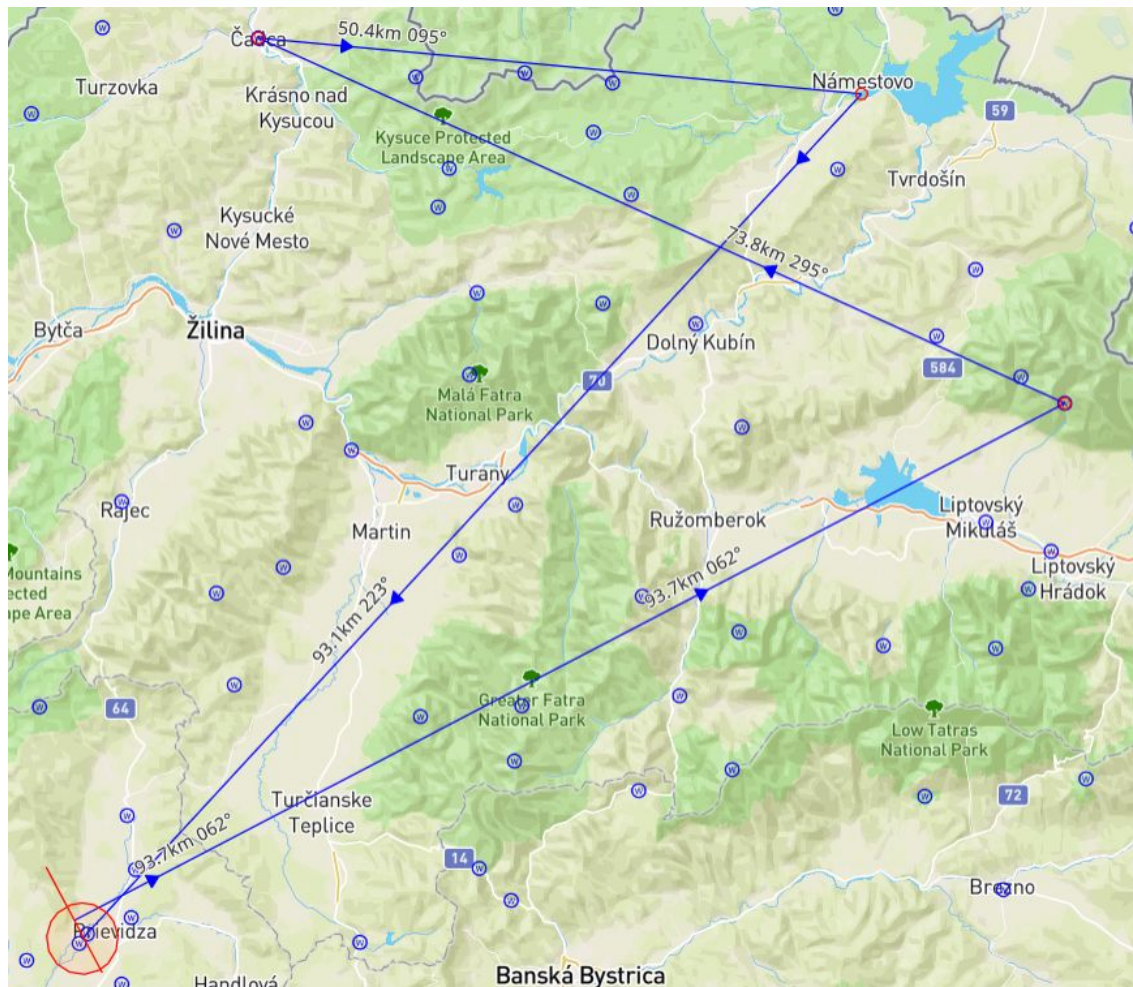 50.4km 095°
Čadca
Turzovka
Krásno nad
Kysucou
Námestovo
59
Kysuce Protected
Landscape Area
Tvrdošín
Kysucké
Nové Mesto
73.8km 295°
Bytča
Žilina
Dolný Kubín
584
70
Malá Fatra
National Park
Turany
Rajec
Martin
Ružomberok
Liptovský
Mikuláš
Liptovský
Hrádok
Mountains
ected
ape Area
93.1km 223°
93.7km 062°
Greater Fatra
National Park
64
Low Tatras
National Park
72
Turčianske
Teplice
93.7km 062°
14
Brezno
Prievidza
Handlová
Banská Bystrica